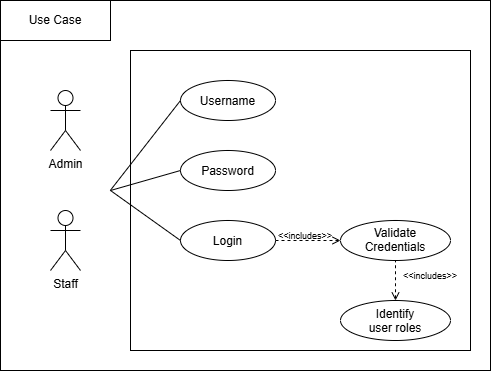 Use Case
Username
Admin
Password
Login
<<includes>>
Validate
Credentials
Staff
<<includes>>
Identify
user roles